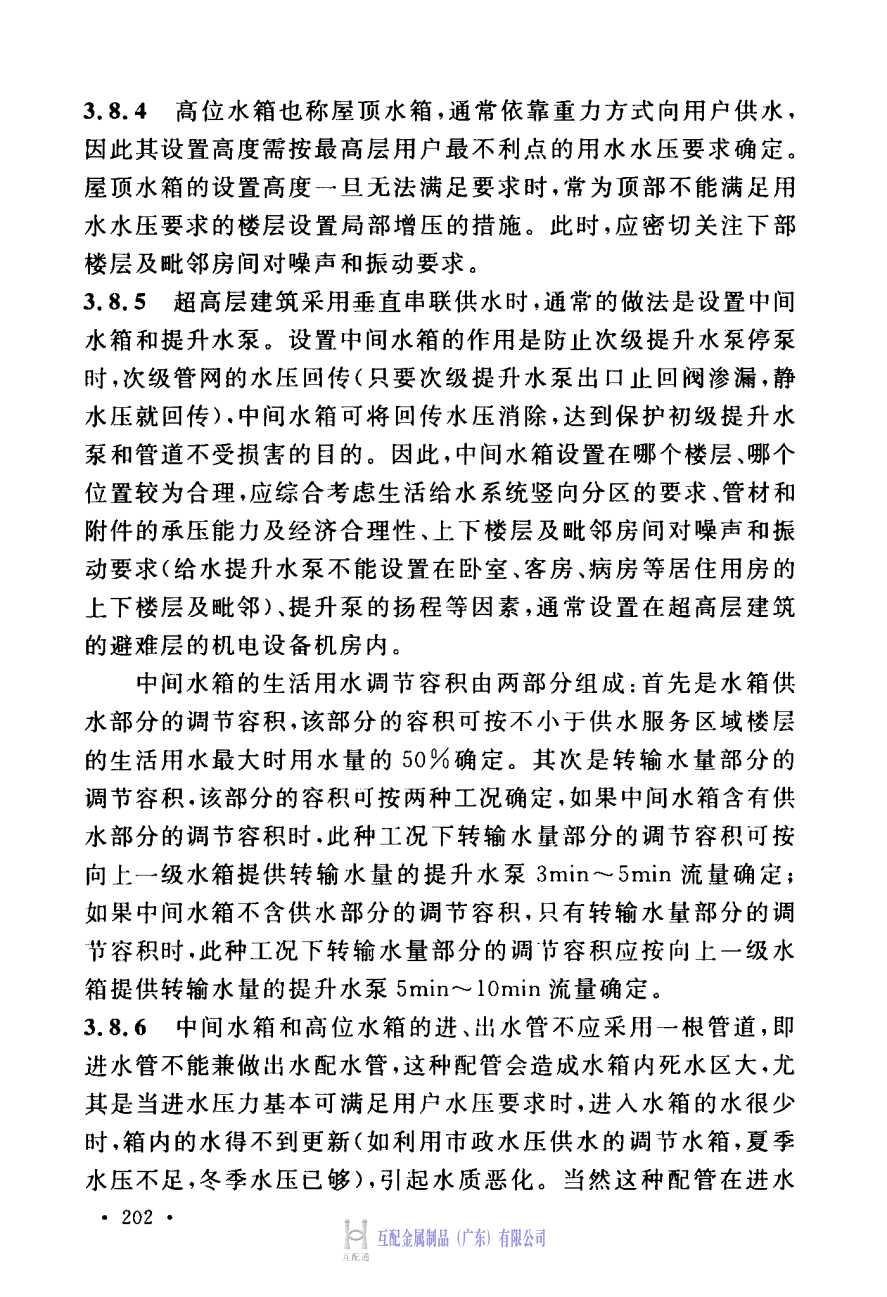 3.8.4 高位水箱也称屋顶水箱,通常依靠重力方式向用户供水,
因此其设置高度需按最高层用户最不利点的用水水压要求确定。
屋顶水箱的设置高度一旦无法满足要求时,常为顶部不能满足用
水水压要求的楼层设置局部增压的措施。此时,应密切关注下部
楼层及毗邻房间对噪声和振动要求。
3.8.5 超高层建筑采用垂直串联供水时,通常的做法是设置中间
水箱和提升水泵。设置中间水箱的作用是防止次级提升水泵停泵
时,次级管网的水压回传(只要次级提升水泵出口止回阀渗漏,静
水压就回传),中间水箱可将回传水压消除,达到保护初级提升水
泵和管道不受损害的目的。因此,中间水箱设置在哪个楼层、哪个
位置较为合理,应综合考虑生活给水系统竖向分区的要求、管材和
附件的承压能力及经济合理性、上下楼层及毗邻房间对噪声和振
动要求(给水提升水泵不能设置在卧室、客房、病房等居住用房的
上下楼层及毗邻)、提升泵的扬程等因素,通常设置在超高层建筑
的避难层的机电设备机房内。
中间水箱的生活用水调节容积由两部分组成:首先是水箱供
水部分的调节容积,该部分的容积可按不小于供水服务区域楼层
的生活用水最大时用水量的 50%确定。其次是转输水量部分的
调节容积,该部分的容积可按两种工况确定,如果中间水箱含有供
水部分的调节容积时,此种工况下转输水量部分的调节容积可按
向上一级水箱提供转输水量的提升水泵 3min～5min 流量确定;
如果中间水箱不含供水部分的调节容积,只有转输水量部分的调
节容积时,此种工况下转输水量部分的调节容积应按向上一级水
箱提供转输水量的提升水泵 5min～10min 流量确定。
3.8.6 中间水箱和高位水箱的进、出水管不应采用一根管道,即
进水管不能兼做出水配水管,这种配管会造成水箱内死水区大,尤
其是当进水压力基本可满足用户水压要求时,进入水箱的水很少
时,箱内的水得不到更新(如利用市政水压供水的调节水箱,夏季
水压不足,冬季水压已够),引起水质恶化。当然这种配管在进水
• 202 •
互配金属制品(广东)有限公司
互配通